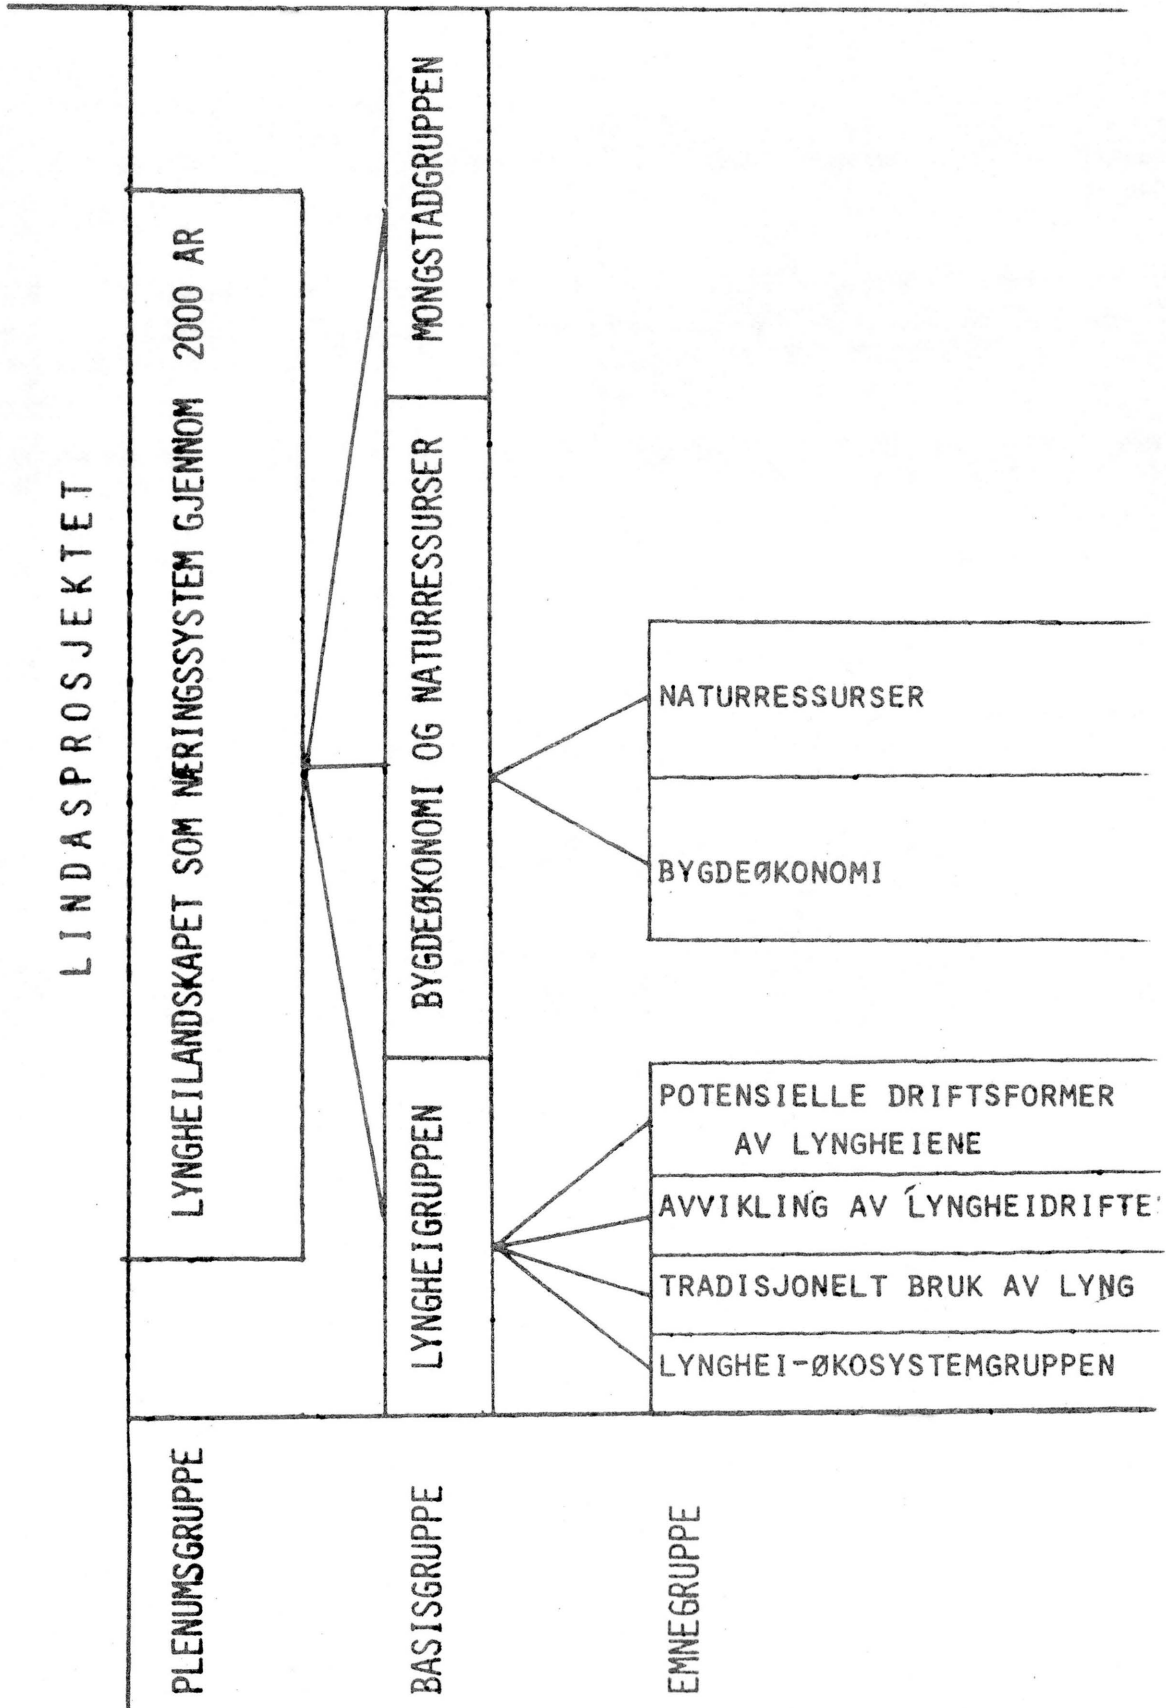 LINDASPROSJEKTET
PLENUMSGRUPPE
LYNGHEILANDSKAPET SOM NÆRINGSSYSTEM GJENNOM 2000 AR
BASISGRUPPE
LYNGHEIGRUPPEN
BYGDEØKONOMI OG NATURRESSURSER
MONGSTADGRUPPEN
EMNEGRUPPE
LYNGHEI-ØKOSYSTEMGRUPPEN
TRADISJONELT BRUK AV LYNG
AVVIKLING AV LYNGHEIDRIFTE
POTENSIELLE DRIFTSFORMER
AV LYNGHEIENE
BYGDEØKONOMI
NATURRESSURSER